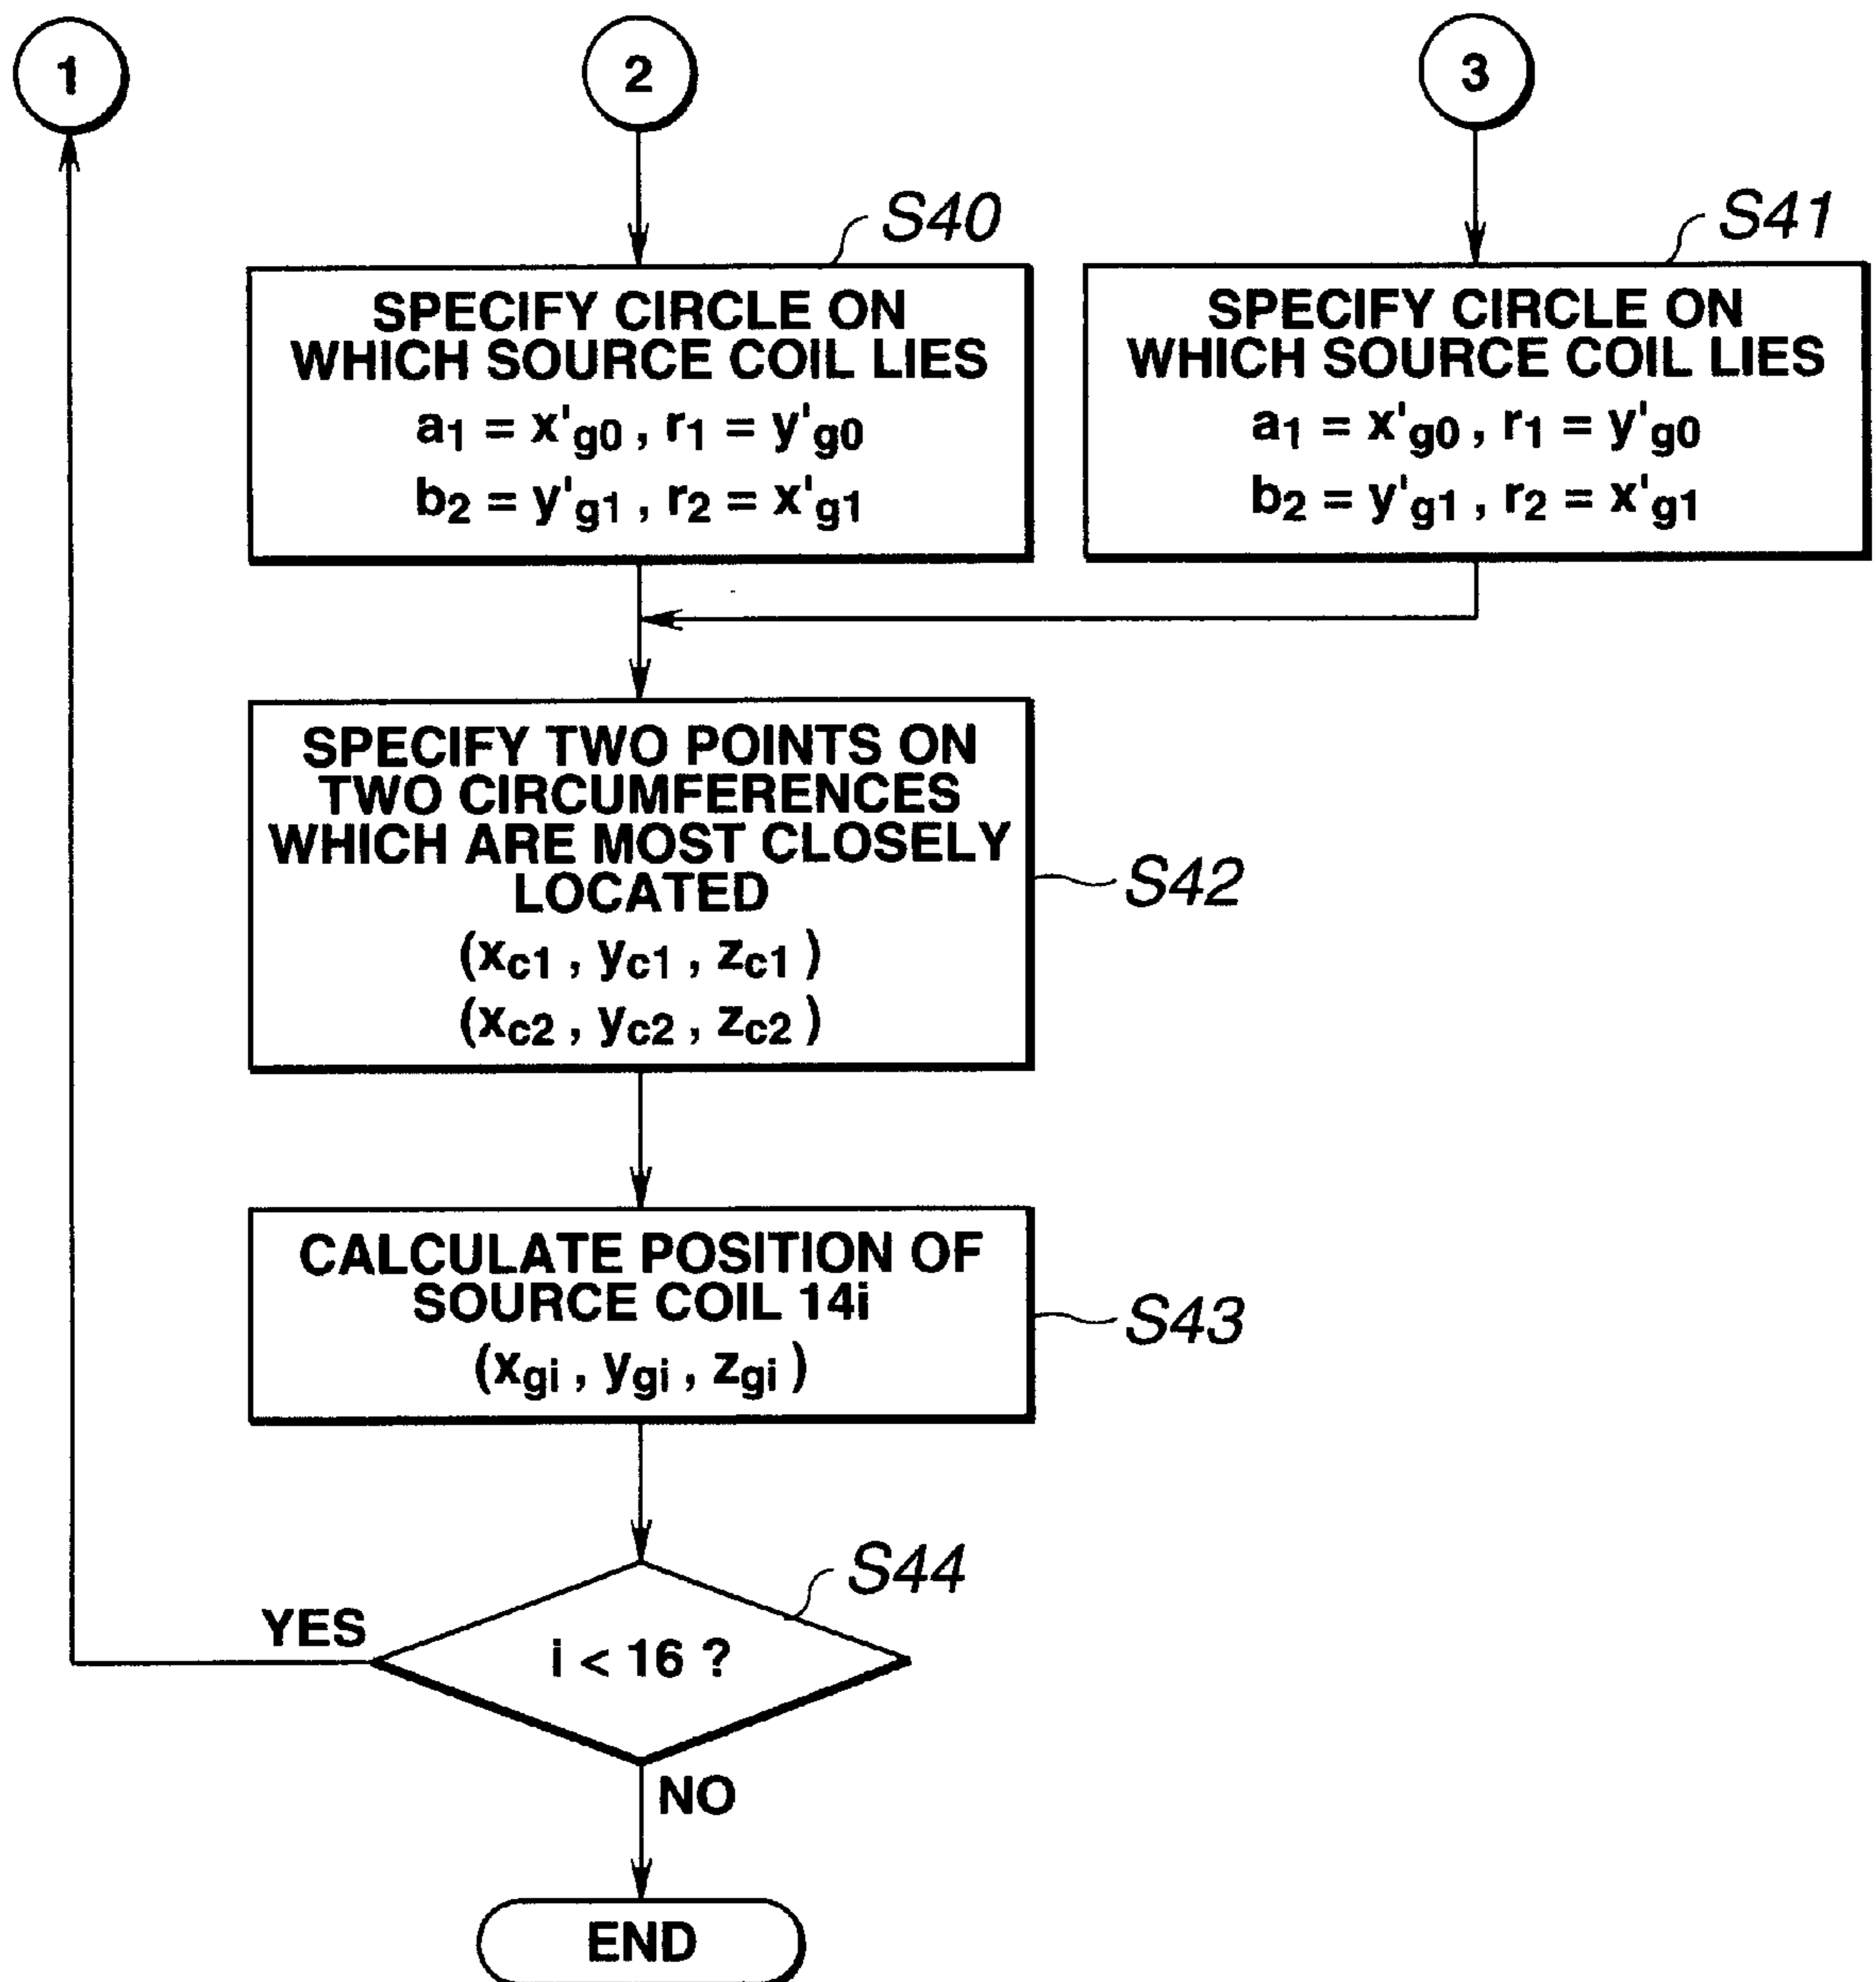 1
2
3
S40
SPECIFY CIRCLE ON
WHICH SOURCE COIL LIES
a1 = x'g0 , r1 = y'g0
b2 = y'g1 , r2 = x'g1
S41
SPECIFY CIRCLE ON
WHICH SOURCE COIL LIES
a1 = x'g0 , r1 = y'g0
b2 = y'g1 , r2 = x'g1
SPECIFY TWO POINTS ON
TWO CIRCUMFERENCES
WHICH ARE MOST CLOSELY
LOCATED
(xc1 , yc1 , zc1 )
(xc2 , yc2 , zc2 )
S42
CALCULATE POSITION OF
SOURCE COIL 14i
(xgi , ygi , zgi )
S43
S44
YES
i < 16 ?
NO
END